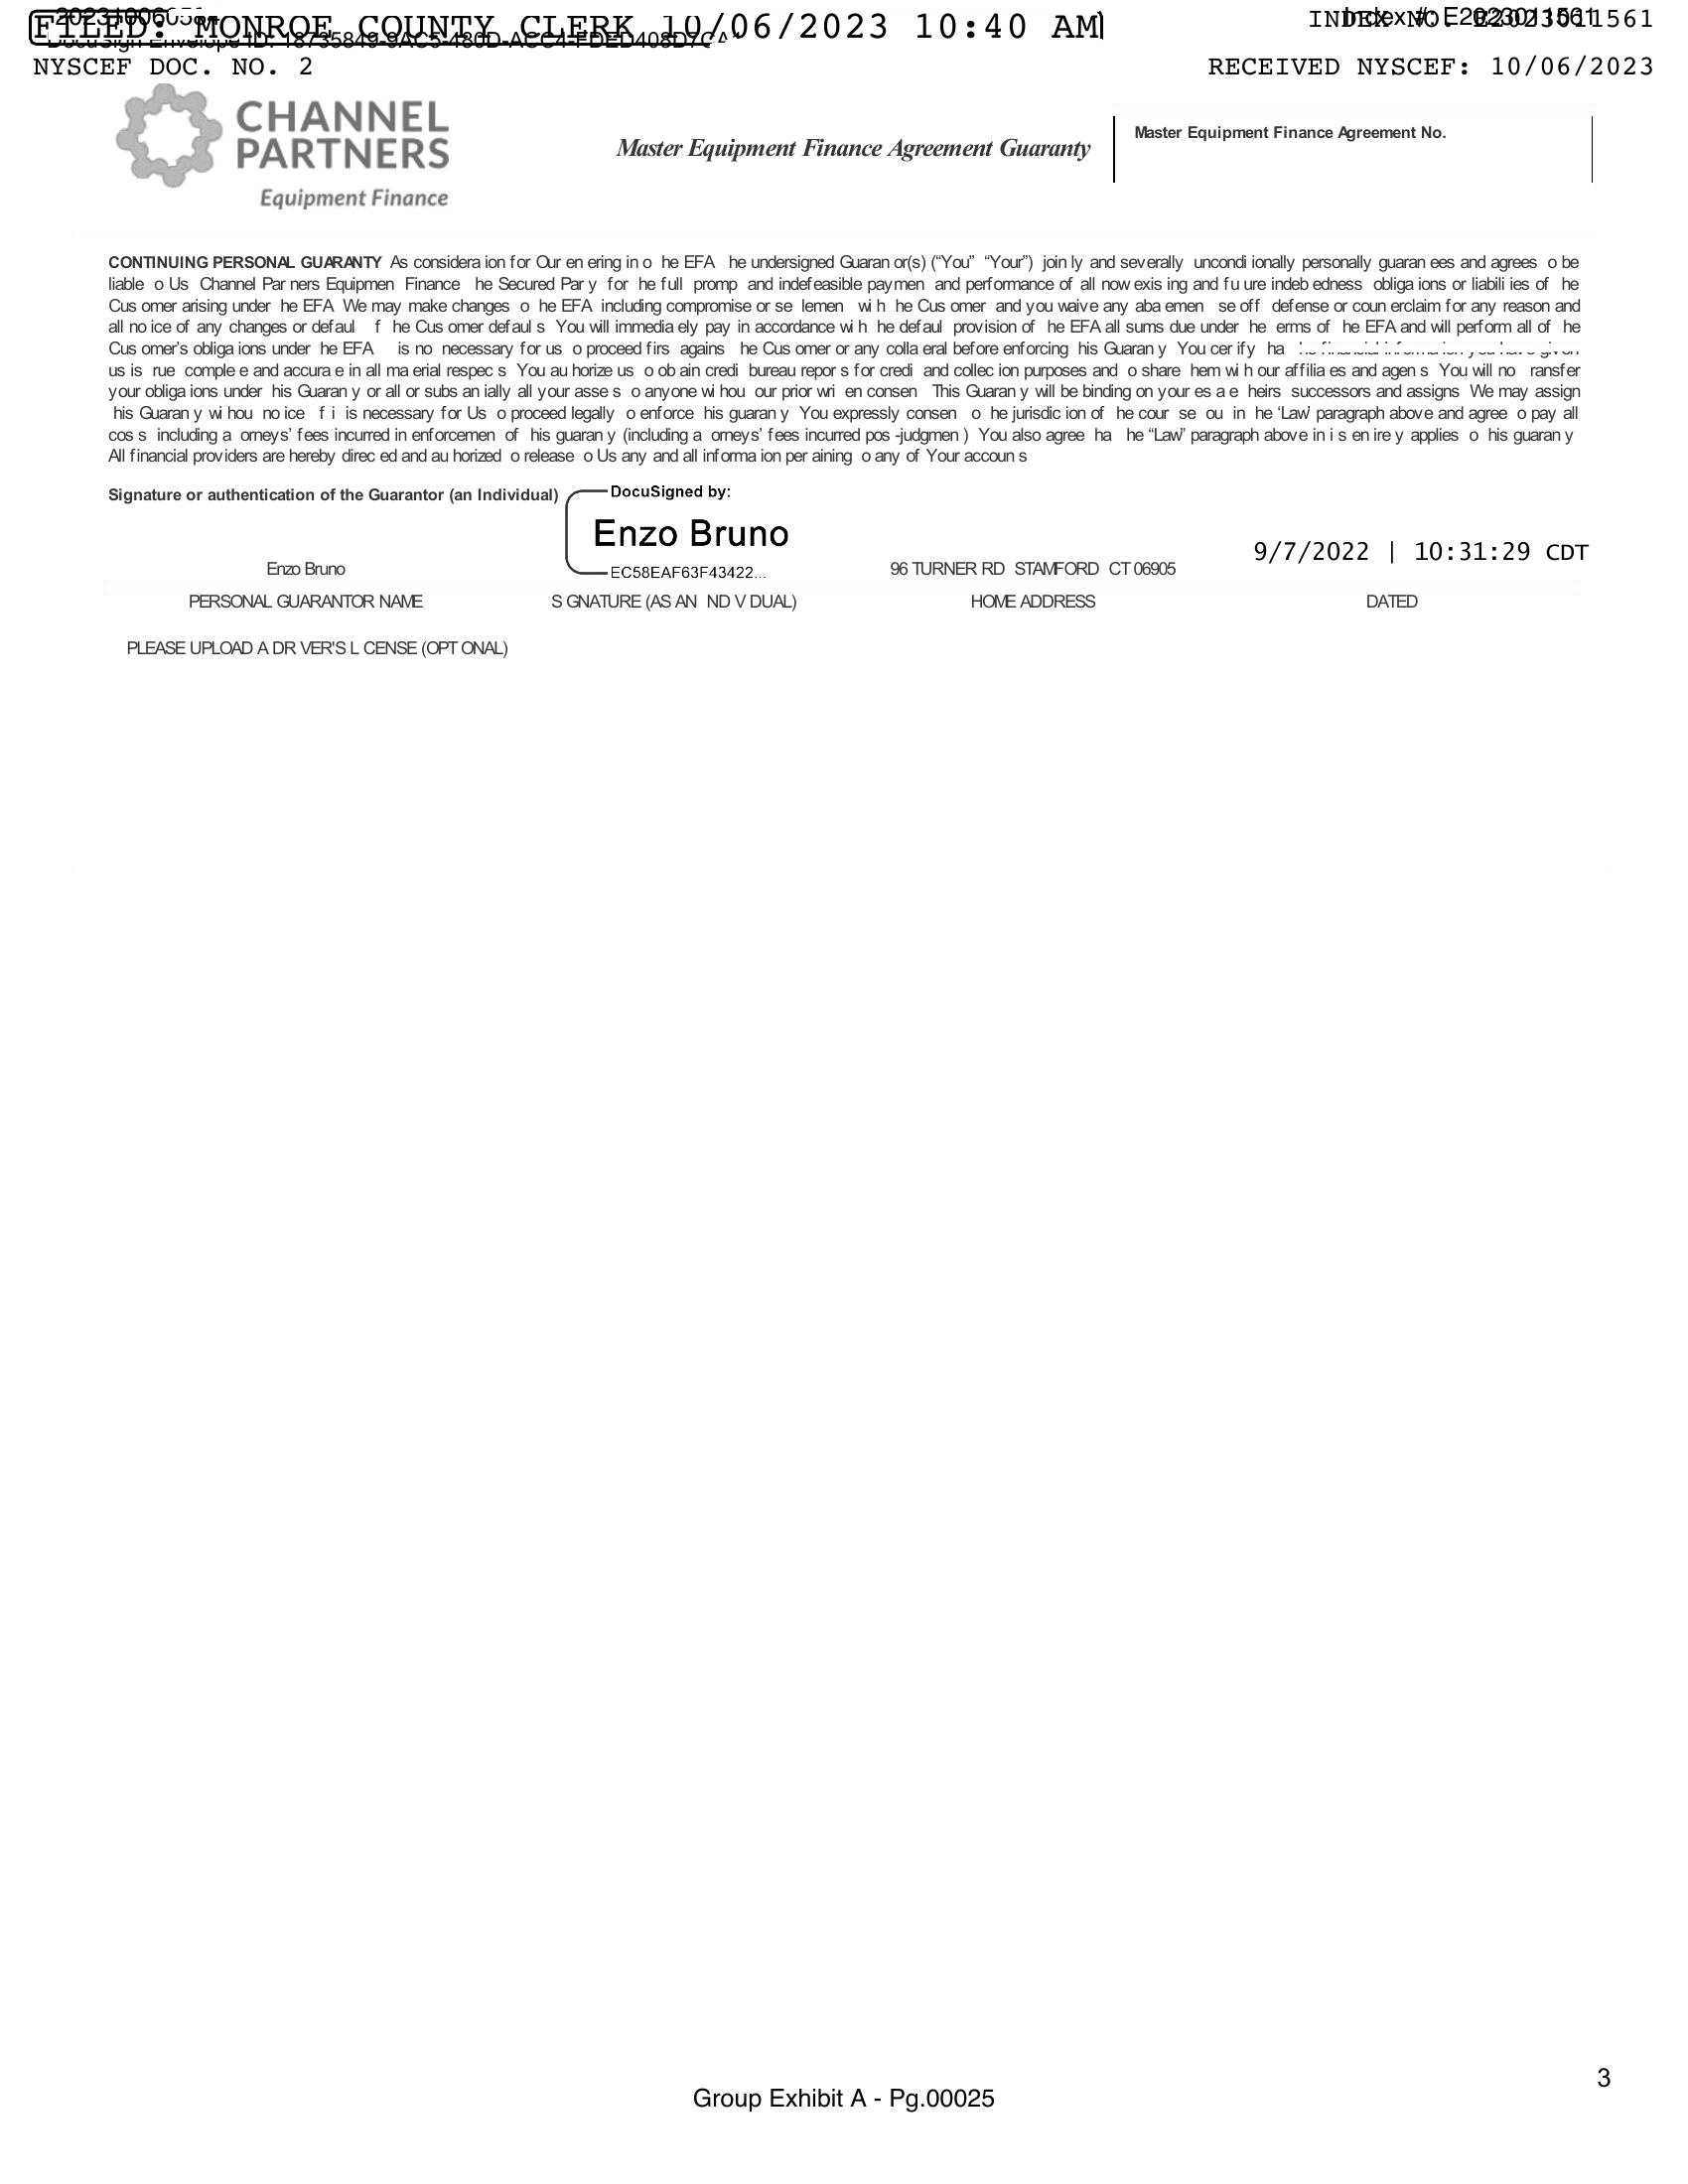 FILED: MONROE COUNTY CLERK 10/06/2023 10:40 AM
INDEX NO. E2023011561
NYSCEF DOC. NO. 2
RECEIVED NYSCEF: 10/06/2023
CHANNEL
PARTNERS
Equipment Finance
Master Equipment Finance Agreement Guaranty
Master Equipment Finance Agreement No.
CONTINUING PERSONAL GUARANTY As considera ion for Our en ering in o he EFA he undersigned Guaran or(s) (“You” “Your”) join ly and severally uncondi ionally personally guaran ees and agrees o be
liable o Us Channel Par ners Equipmen Finance he Secured Par y for he full promp and indefeasible paymen and performance of all now exis ing and fu ure indeb edness obliga ions or liabili ies of he
Cus omer arising under he EFA We may make changes o he EFA including compromise or se lemen wi h he Cus omer and you waive any aba emen se off defense or coun erclaim for any reason and
all no ice of any changes or defaul f he Cus omer defaul s You will immedia ely pay in accordance wi h he defaul provision of he EFA all sums due under he erms of he EFA and will perform all of he
Cus omer’s obliga ions under he EFA is no necessary for us o proceed firs agains he Cus omer or any colla eral before enforcing his Guaran y You cer ify ha
us is rue comple e and accura e in all ma erial respec s You au horize us o ob ain credi bureau repor s for credi and collec ion purposes and o share hem wi h our affilia es and agen s You will no ransfer
your obliga ions under his Guaran y or all or subs an ially all your asse s o anyone wi hou our prior wri en consen This Guaran y will be binding on your es a e heirs successors and assigns We may assign
his Guaran y wi hou no ice f i is necessary for Us o proceed legally o enforce his guaran y You expressly consen o he jurisdic ion of he cour se ou in he ‘Law’ paragraph above and agree o pay all
cos s including a orneys’ fees incurred in enforcemen of his guaran y (including a orneys’ fees incurred pos -judgmen ) You also agree ha he “Law” paragraph above in i s en ire y applies o his guaran y
All financial providers are hereby direc ed and au horized o release o Us any and all informa ion per aining o any of Your accoun s
Signature or authentication of the Guarantor (an Individual)
DocuSigned by:
Enzo Bruno
EC58EAF63F43422...
Enzo Bruno
96 TURNER RD STAMFORD CT 06905
9/7/2022 | 10:31:29 CDT
PERSONAL GUARANTOR NAME
S GNATURE (AS AN ND V DUAL)
HOME ADDRESS
DATED
PLEASE UPLOAD A DR VER'S L CENSE (OPT ONAL)
3
Group Exhibit A - Pg.00025